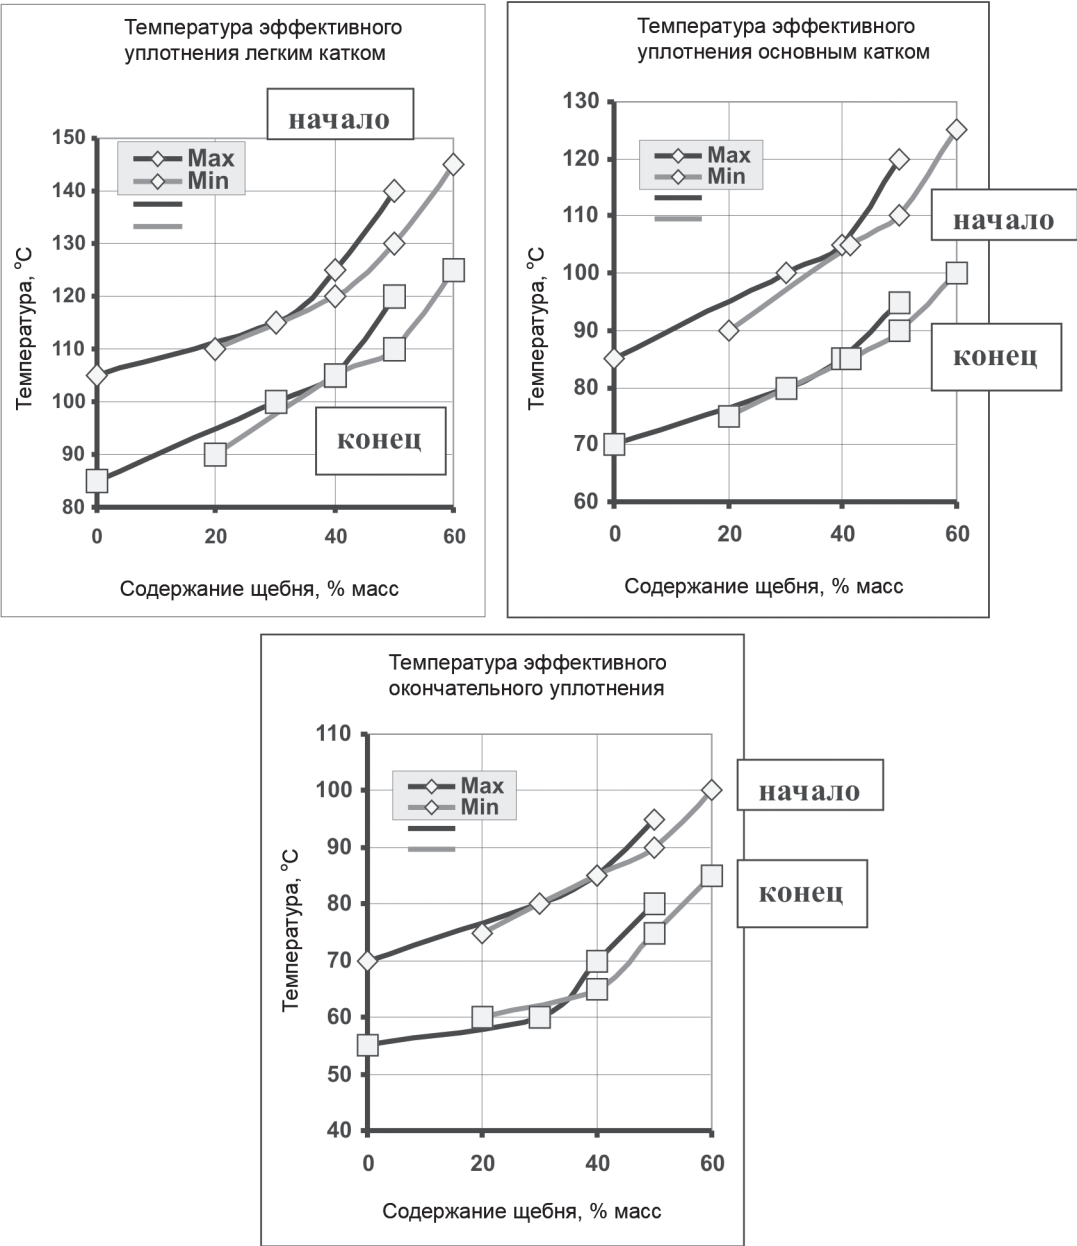 Температура эффективного
уплотнения легким катком
начало
150
140
130
120
110
100
90
80
Max
Min
Температура, °C
конец
0 20 40 60
Содержание щебня, % масс
Температура эффективного
уплотнения основным катком
130
120
110
100
90
80
70
60
Max
Min
начало
Температура, °C
конец
0 20 40 60
Содержание щебня, % масс
Температура эффективного
окончательного уплотнения
110
100
90
80
70
60
50
40
Max
Min
начало
Температура, °C
конец
0 20 40 60
Содержание щебня, % масс